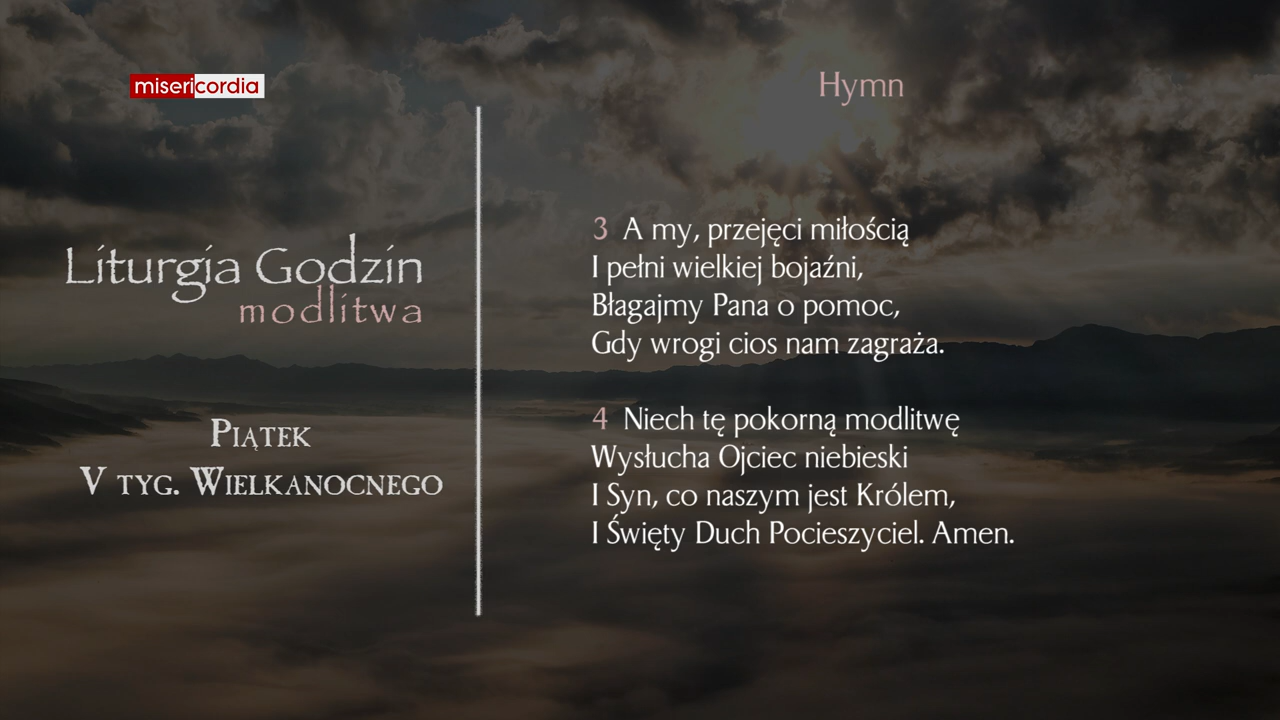 misericordia
Liturgia Godzin
modlitwa
Piątek
V tyg. Wielkanocnego
Hymn
3 A my, przejęci miłością
I pełni wielkiej bojaźni,
Błagajmy Pana o pomoc,
Gdy wrogi cios nam zagraża.
4 Niech tę pokorną modlitwę
Wysłucha Ojciec niebieski
I Syn, co naszym jest Królem,
I Święty Duch Pocieszyciel. Amen.